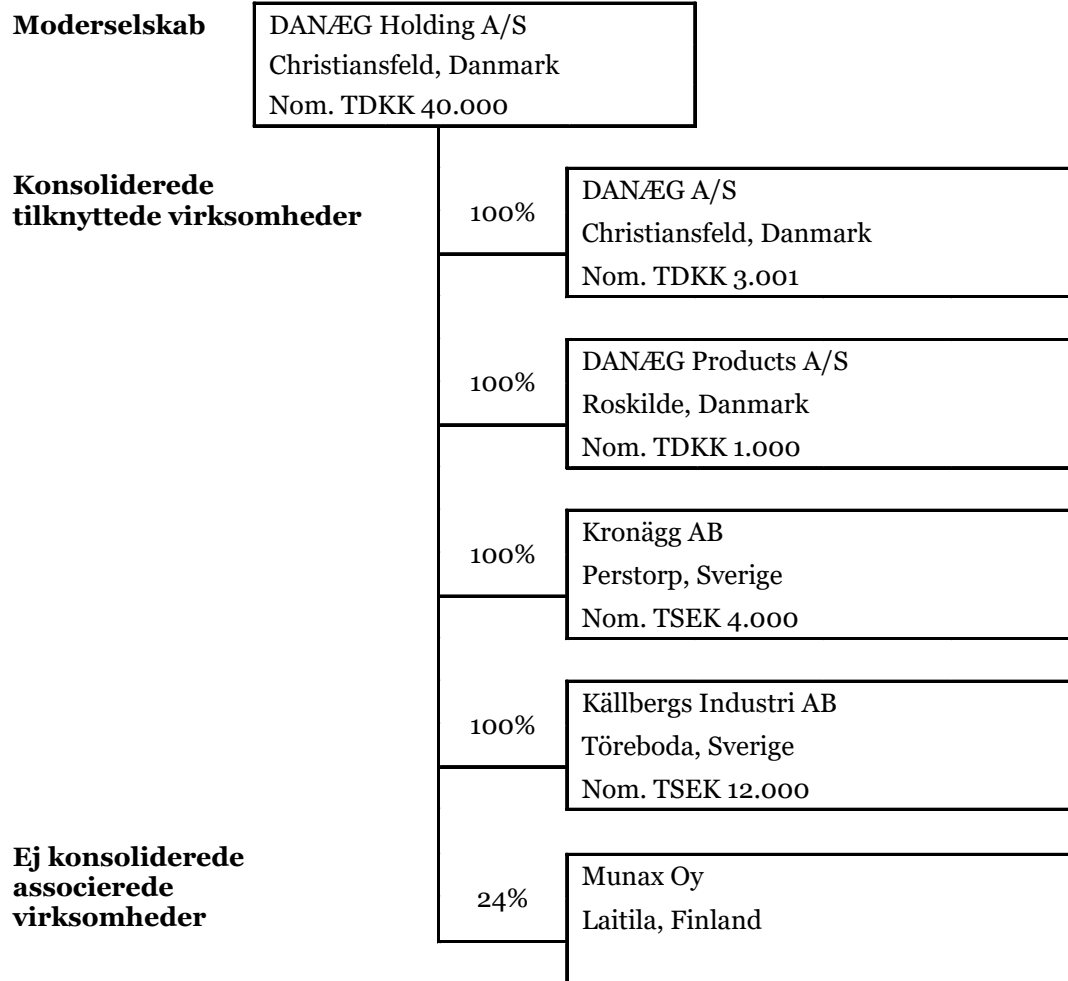 Moderselskab
DANÆG Holding A/S
Christiansfeld, Danmark
Nom. TDKK 40.000
Konsoliderede
tilknyttede virksomheder
100%
DANÆG A/S
Christiansfeld, Danmark
Nom. TDKK 3.001
100%
DANÆG Products A/S
Roskilde, Danmark
Nom. TDKK 1.000
100%
Kronägg AB
Perstorp, Sverige
Nom. TSEK 4.000
100%
Källbergs Industri AB
Töreboda, Sverige
Nom. TSEK 12.000
Ej konsoliderede
associerede
virksomheder
24%
Munax Oy
Laitila, Finland